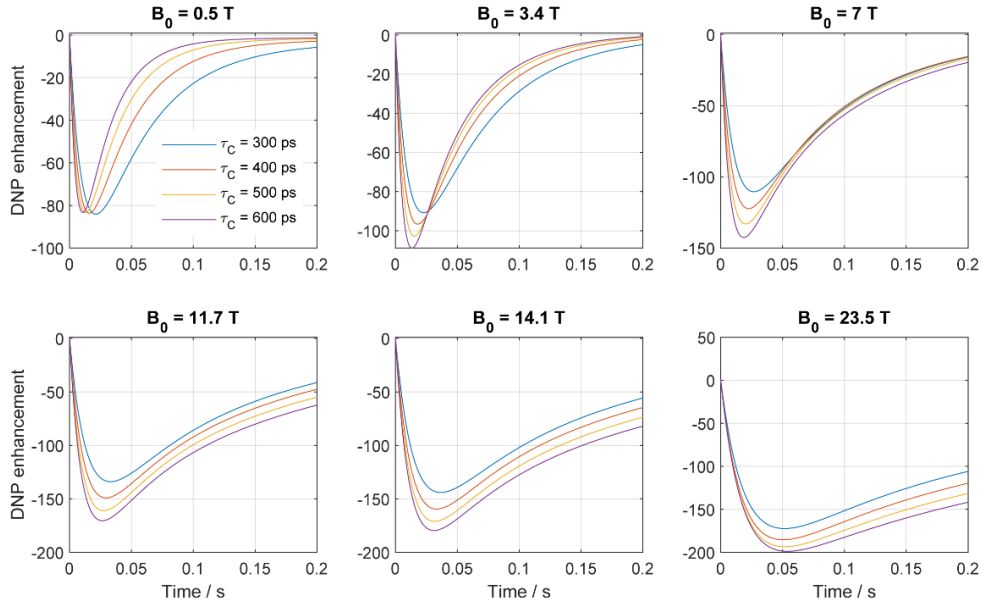 B0 = 0.5 T
B0 = 3.4 T
B0 = 7 T
DNP enhancement
0
-20
-40
-60
-80
-100
τC = 300 ps
τC = 400 ps
τC = 500 ps
τC = 600 ps
0 0.05 0.1 0.15 0.2
0
-20
-40
-60
-80
-100
0 0.05 0.1 0.15 0.2
0
-50
-100
-150
0 0.05 0.1 0.15 0.2
B0 = 11.7 T
B0 = 14.1 T
B0 = 23.5 T
DNP enhancement
0
-50
-100
-150
-200
0 0.05 0.1 0.15 0.2
Time / s
0
-50
-100
-150
-200
0 0.05 0.1 0.15 0.2
Time / s
50
0
-50
-100
-150
-200
0 0.05 0.1 0.15 0.2
Time / s